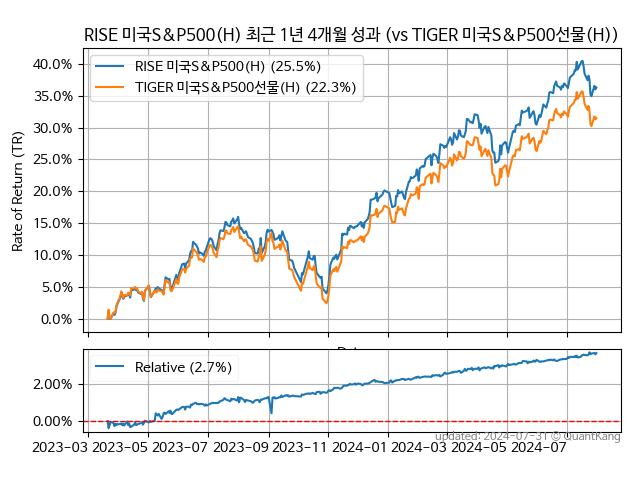 RISE 미국S&P500(H) 최근 1년 4개월 성과 (vs TIGER 미국S&P500선물(H))
RISE 미국S&P500(H) (25.5%)
TIGER 미국S&P500선물(H) (22.3%)
Rate of Return (TR)
40.0%
35.0%
30.0%
25.0%
20.0%
15.0%
10.0%
5.0%
0.0%
Relative (2.7%)
2.00%
0.00%
2023-03 2023-05 2023-07 2023-09 2023-11 2024-01 2024-03 2024-05 2024-07
updated: 2024-07-31 © QuantKang